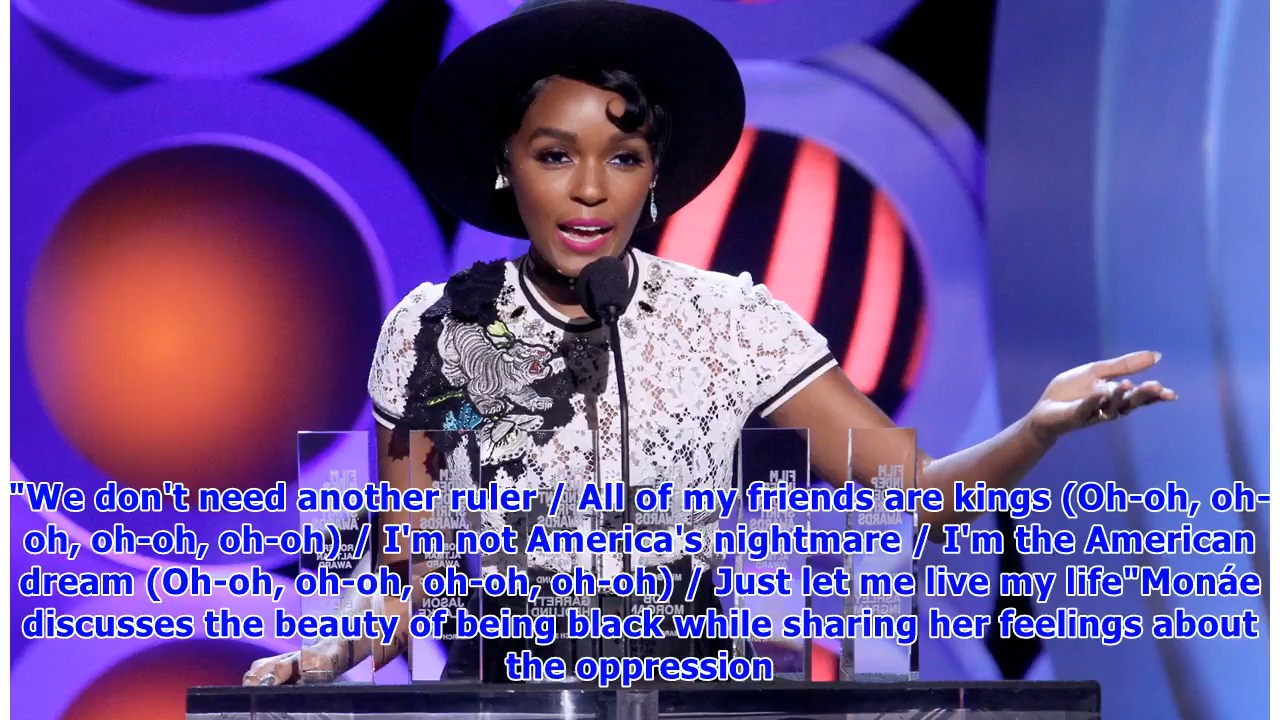 "We don't need another ruler / All of my friends are kings (Oh-oh, oh-
oh, oh-oh, oh-oh) / I'm not America's nightmare / I'm the American
dream (Oh-oh, oh-oh, oh-oh, oh-oh) / Just let me live my life"Monáe
discusses the beauty of being black while sharing her feelings about
the oppression